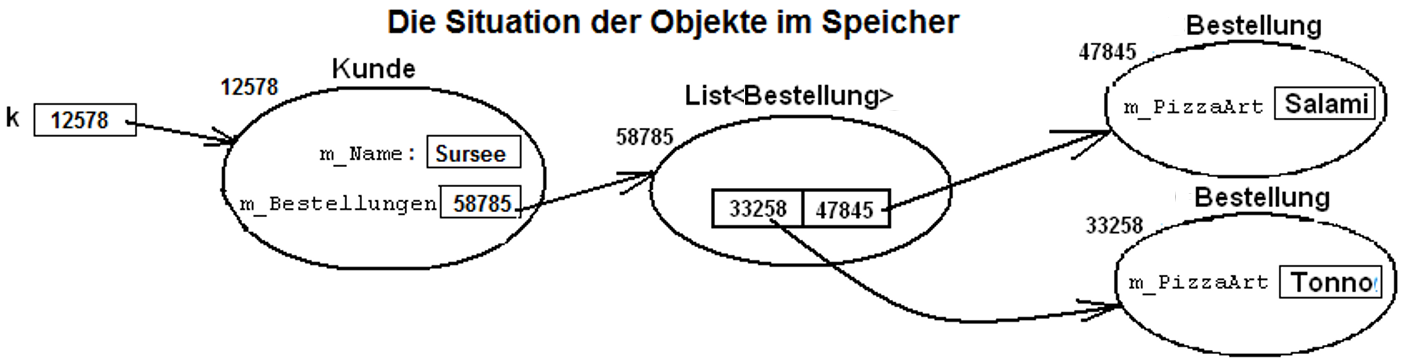 Die Situation der Objekte im Speicher
k 12578
12578
Kunde
m_Name: Sursee
m_Bestellungen 58785
58785
List<Bestellung>
33258 47845
Bestellung
47845
m_PizzaArt Salami
Bestellung
33258
m_PizzaArt Tonno